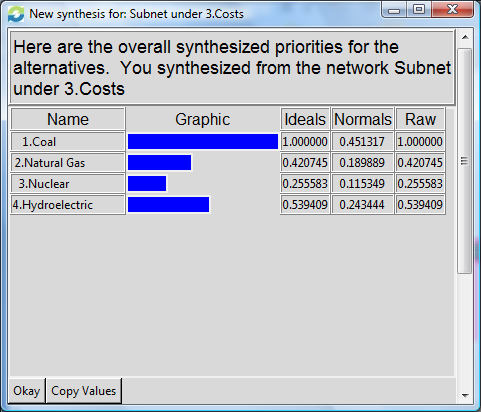 New synthesis for: Subnet under 3.Costs
Here are the overall synthesized priorities for the
alternatives. You synthesized from the network Subnet
under 3.Costs
Name Graphic Ideals Normals Raw
1.Coal 1.000000 0.451317 1.000000
2.Natural Gas 0.420745 0.189889 0.420745
3.Nuclear 0.255583 0.115349 0.255583
4.Hydroelectric 0.539409 0.243444 0.539409
Okay Copy Values